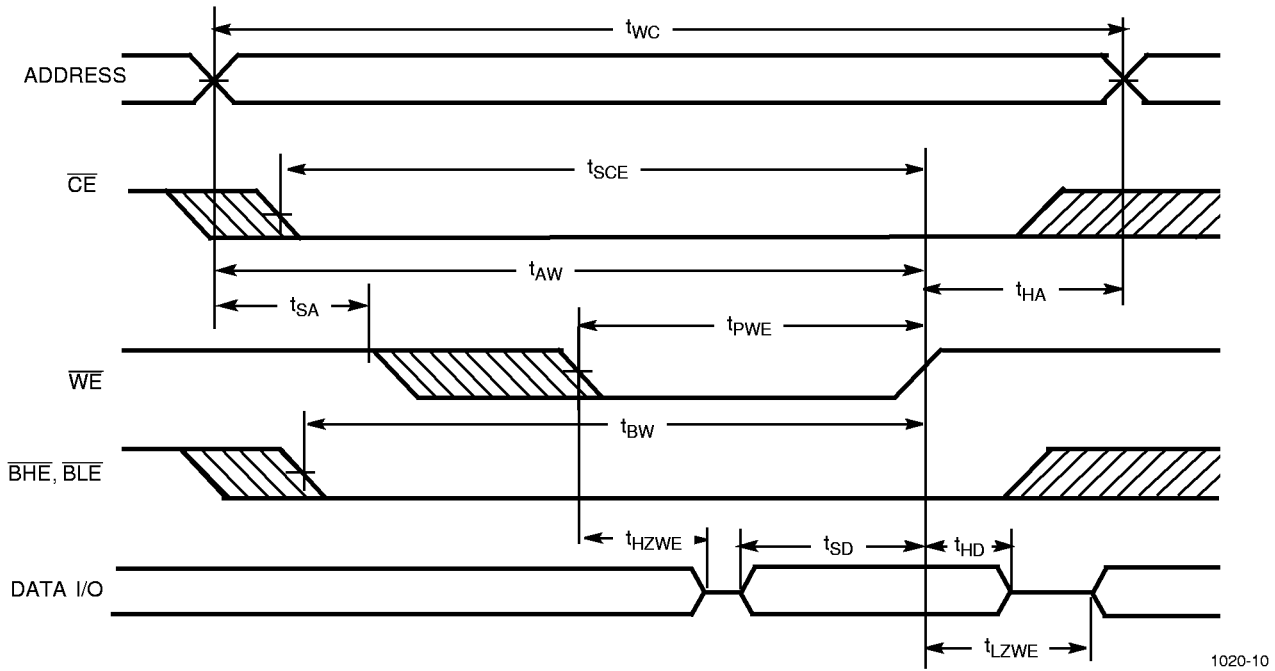 tWC
ADDRESS
tSCE
CE
tAW
tHA
tSA
tPWE
WE
tBW
BHE, BLE
tHZWE
tSD
tHD
DATA I/O
tLZWE
1020-10